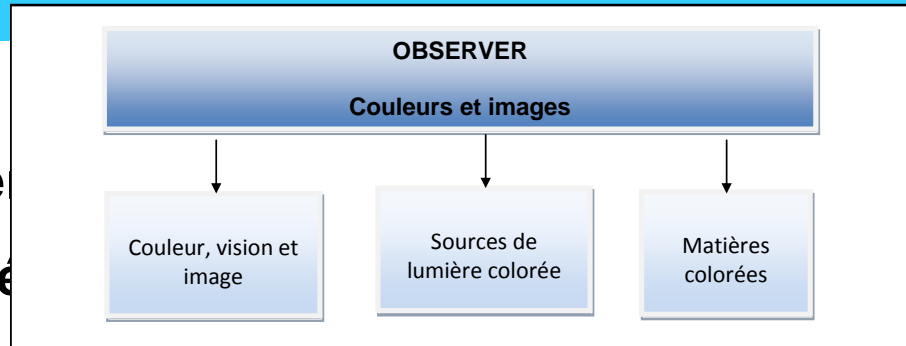 OBSERVER
Couleurs et images
Couleur, vision et
image
Sources de
lumière colorée
Matières
colorées